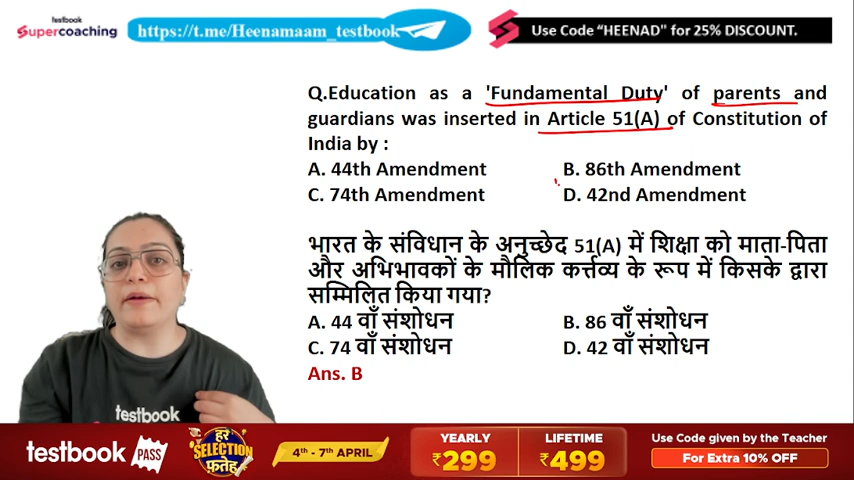 testbook
Supercoaching
https://t.me/Heenamaam_testbook
Use Code “HEENAD" for 25% DISCOUNT.
Q.Education as a 'Fundamental Duty' of parents and
guardians was inserted in Article 51(A) of Constitution of
India by :
A. 44th Amendment B. 86th Amendment
C. 74th Amendment D. 42nd Amendment
भारत के संविधान के अनुच्छेद 51(A) में शिक्षा को माता-पिता
और अभिभावकों के मौलिक कर्त्तव्य के रूप में किसके द्वारा
सम्मिलित किया गया?
A. 44 वाँ संशोधन B. 86 वाँ संशोधन
C. 74 वाँ संशोधन D. 42 वाँ संशोधन
Ans. B
testbook
testbook PASS
हर SELECTION फतेह
4th - 7th APRIL
YEARLY
₹299
LIFETIME
₹499
Use Code given by the Teacher
For Extra 10% OFF